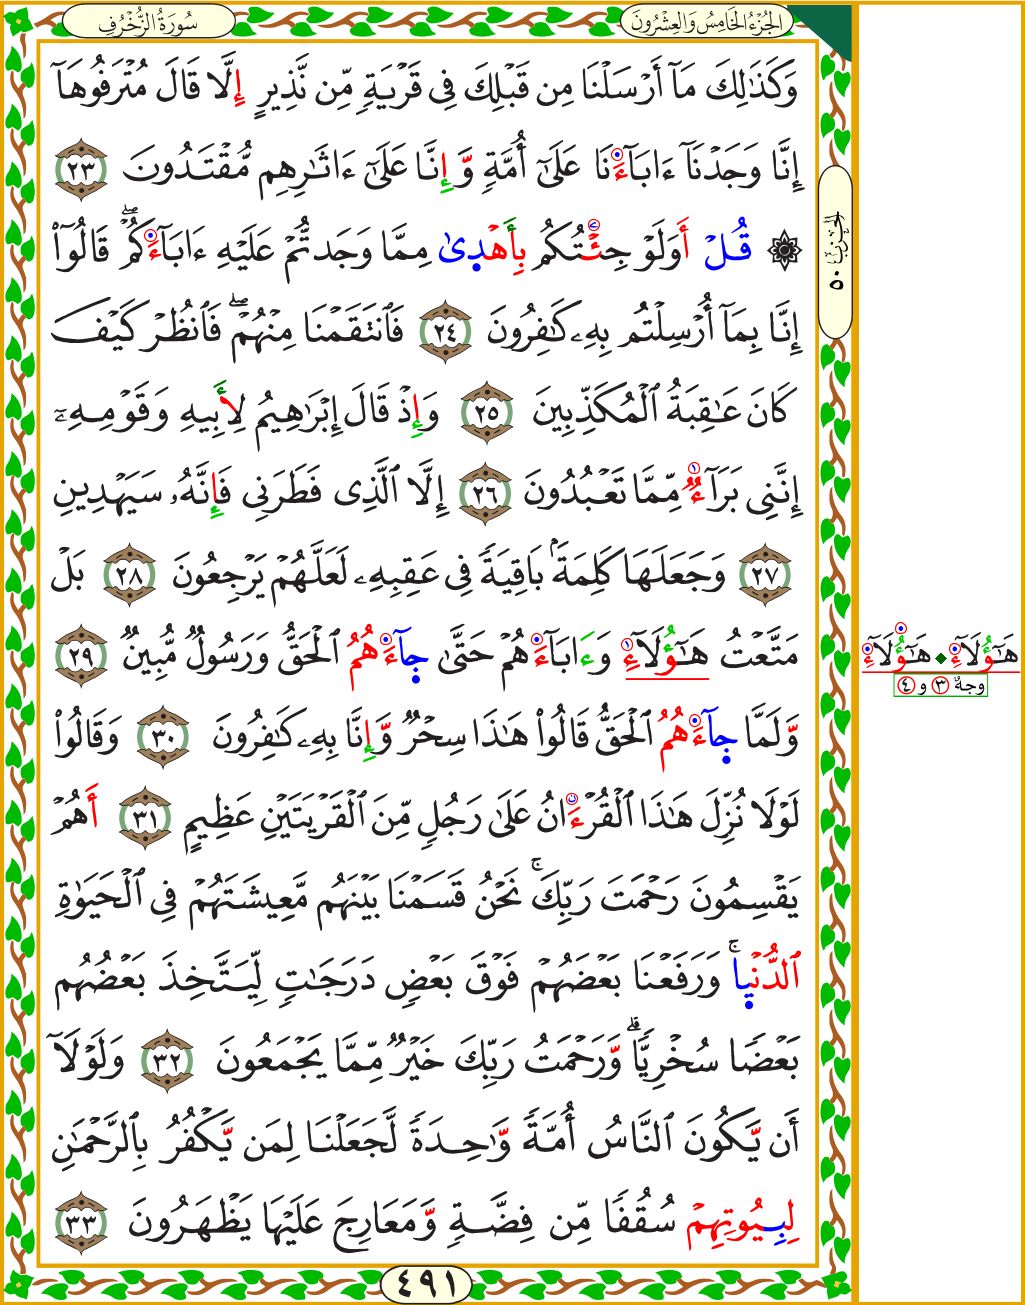 الجُزْءُ الخَامِسُ وَالعِشْرُونَ
سُورَةُ الزُّخْرُفِ
وَكَذَٰلِكَ مَآ أَرْسَلْنَا مِن قَبْلِكَ فِى قَرْيَةٍ مِّن نَّذِيرٍ إِلَّا قَالَ مُتْرَفُوهَآ
إِنَّا وَجَدْنَآ ءَابَآءَنَا عَلَىٰٓ أُمَّةٍ وَّإِنَّا عَلَىٰٓ ءَاثَٰرِهِم مُّقْتَدُونَ ٢٣
۞ قُلْ أَوَلَوْ جِئْتُكُم بِأَهْدَىٰ مِمَّا وَجَدتُّمْ عَلَيْهِ ءَابَآءَكُمْ ۖ قَالُوٓا۟
إِنَّا بِمَآ أُرْسِلْتُم بِهِۦ كَٰفِرُونَ ٢٤ فَٱنتَقَمْنَا مِنْهُمْ ۖ فَٱنظُرْ كَيْفَ
كَانَ عَٰقِبَةُ ٱلْمُكَذِّبِينَ ٢٥ وَإِذْ قَالَ إِبْرَٰهِيمُ لِأَبِيهِ وَقَوْمِهِۦٓ
إِنَّنِى بَرَآءٌ مِّمَّا تَعْبُدُونَ ٢٦ إِلَّا ٱلَّذِى فَطَرَنِى فَإِنَّهُۥ سَيَهْدِينِ
٢٧ وَجَعَلَهَا كَلِمَةًۢ بَاقِيَةً فِى عَقِبِهِۦ لَعَلَّهُمْ يَرْجِعُونَ ٢٨ بَلْ
مَتَّعْتُ هَٰٓؤُلَآءِ وَءَابَآءَهُمْ حَتَّىٰ جَآءَهُمُ ٱلْحَقُّ وَرَسُولٌ مُّبِينٌ ٢٩
وَلَمَّا جَآءَهُمُ ٱلْحَقُّ قَالُوا۟ هَٰذَا سِحْرٌ وَّإِنَّا بِهِۦ كَٰفِرُونَ ٣٠ وَقَالُوا۟
لَوْلَا نُزِّلَ هَٰذَا ٱلْقُرْءَانُ عَلَىٰ رَجُلٍ مِّنَ ٱلْقَرْيَتَيْنِ عَظِيمٍ ٣١ أَهُمْ
يَقْسِمُونَ رَحْمَتَ رَبِّكَ ۚ نَحْنُ قَسَمْنَا بَيْنَهُم مَّعِيشَتَهُمْ فِى ٱلْحَيَوٰةِ
ٱلدُّنْيَا ۚ وَرَفَعْنَا بَعْضَهُمْ فَوْقَ بَعْضٍ دَرَجَٰتٍ لِّيَتَّخِذَ بَعْضُهُم
بَعْضًا سُخْرِيًّا ۗ وَّرَحْمَتُ رَبِّكَ خَيْرٌ مِّمَّا يَجْمَعُونَ ٣٢ وَلَوْلَآ
أَن يَّكُونَ ٱلنَّاسُ أُمَّةً وَّٰحِدَةً لَّجَعَلْنَا لِمَن يَّكْفُرُ بِٱلرَّحْمَٰنِ
لِبِيُوتِهِمْ سُقُفًا مِّن فِضَّةٍ وَّمَعَارِجَ عَلَيْهَا يَظْهَرُونَ ٣٣
٤٩١
الحزب ٥٠
هَٰٓؤُلَآءِ ◆ هَٰٓؤُلَآءِ
وجهٌ ٣ و ٤